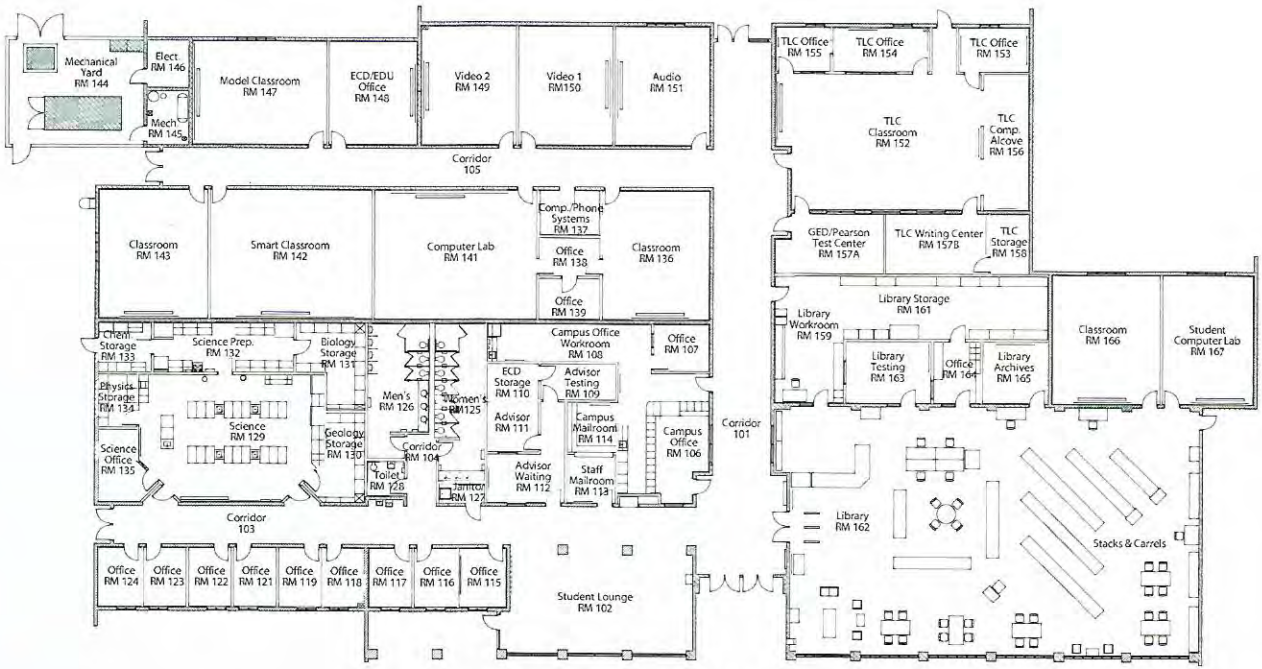 Mechanical
Yard
RM 144
Elect.
RM 146
Mech
RM 145
Model Classroom
RM 147
ECD/EDU
Office
RM 148
Video 2
RM 149
Video 1
RM150
Audio
RM 151
TLC Office
RM 155
TLC Office
RM 154
TLC Office
RM 153
TLC
Classroom
RM 152
TLC
Comp.
Alcove
RM 156
Corridor
105
Classroom
RM 143
Smart Classroom
RM 142
Computer Lab
RM 141
Comp./Phone
Systems
RM 137
Office
RM 138
Office
RM 139
Classroom
RM 136
GED/Pearson
Test Center
RM 157A
TLC Writing Center
RM 157B
TLC
Storage
RM 158
Library Storage
RM 161
Library
Workroom
RM 159
Library
Testing
RM 163
Office
RM 164
Library
Archives
RM 165
Classroom
RM 166
Student
Computer Lab
RM 167
Chem
Storage
RM 133
Science Prep.
RM 132
Biology
Storage
RM 131
Physics
Storage
RM 134
Science
RM 129
Geology
Storage
RM 130
Science
Office
RM 135
Men's
RM 126
Women's
RM125
Corridor
RM 104
Toilet
RM 128
Janitor
RM 127
Campus Office
Workroom
RM 108
Office
RM 107
ECD
Storage
RM 110
Advisor
Testing
RM 109
Advisor
RM 111
Campus
Mailroom
RM 114
Campus
Office
RM 106
Advisor
Waiting
RM 112
Staff
Mailroom
RM 113
Corridor
101
Library
RM 162
Stacks & Carrels
Corridor
103
Office
RM 124
Office
RM 123
Office
RM 122
Office
RM 121
Office
RM 119
Office
RM 118
Office
RM 117
Office
RM 116
Office
RM 115
Student Lounge
RM 102